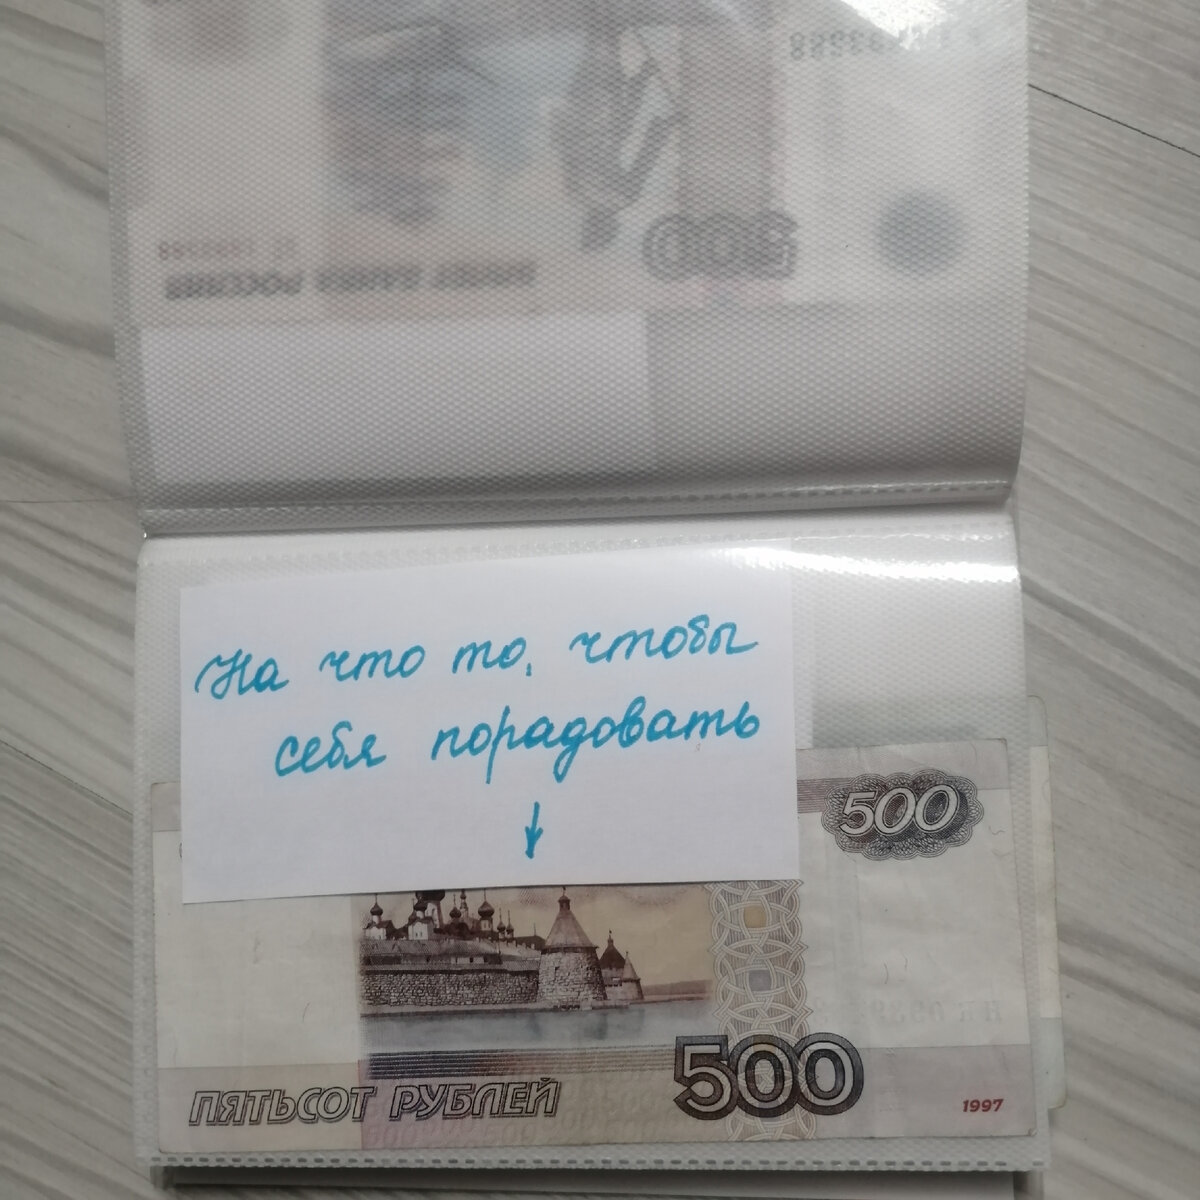 На что то, чтобы
себя порадовать
500
500
ПЯТЬСОТ РУБЛЕЙ
1997